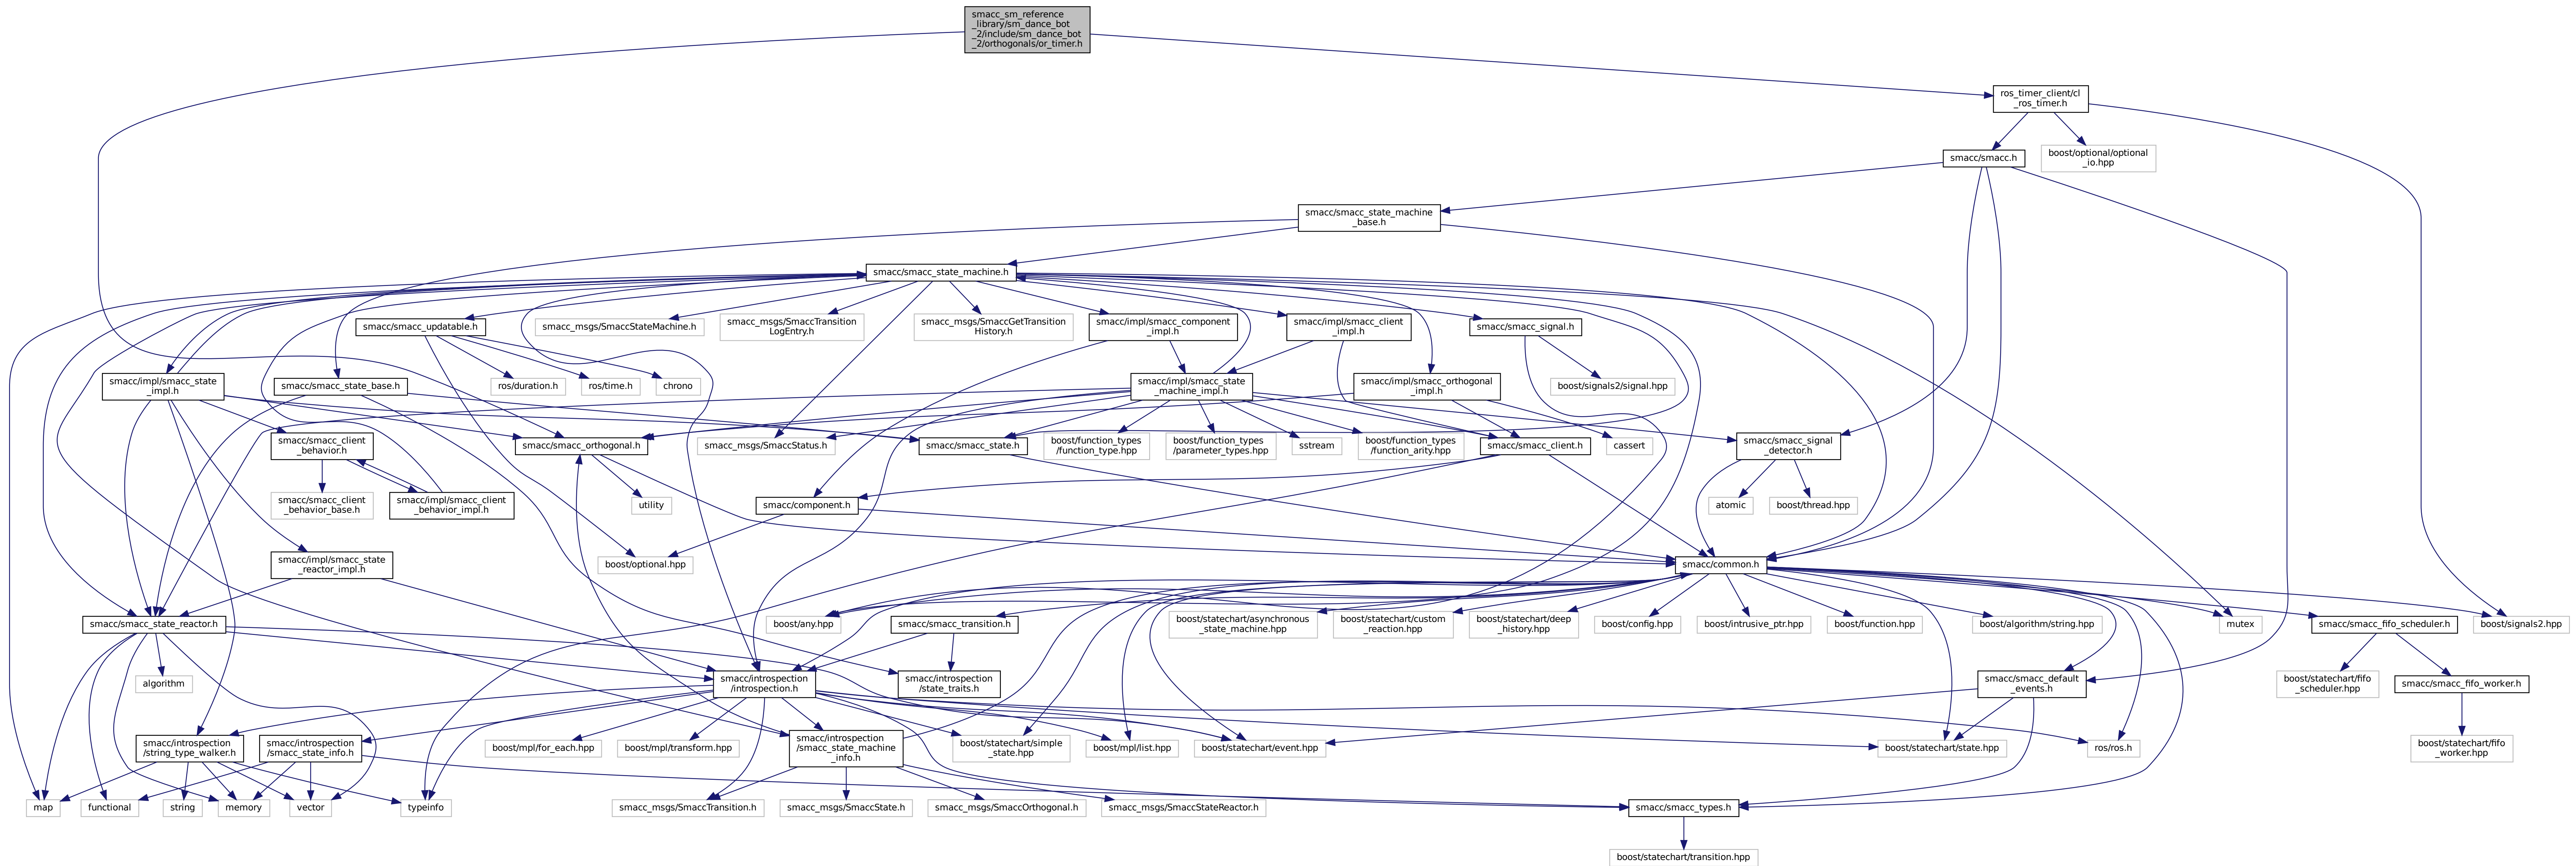 smacc_sm_reference
_library/sm_dance_bot
_2/include/sm_dance_bot
_2/orthogonals/or_timer.h
ros_timer_client/cl
_ros_timer.h
smacc/smacc.h
boost/optional/optional
_io.hpp
smacc/smacc_state_machine
_base.h
smacc/smacc_state_machine.h
smacc/smacc_updatable.h
smacc_msgs/SmaccStateMachine.h
smacc_msgs/SmaccTransition
LogEntry.h
smacc_msgs/SmaccGetTransition
History.h
smacc/impl/smacc_component
_impl.h
smacc/impl/smacc_client
_impl.h
smacc/smacc_signal.h
smacc/impl/smacc_state
_impl.h
smacc/smacc_state_base.h
ros/duration.h
ros/time.h
chrono
smacc/impl/smacc_state
_machine_impl.h
smacc/impl/smacc_orthogonal
_impl.h
boost/signals2/signal.hpp
smacc/smacc_client
_behavior.h
smacc/smacc_orthogonal.h
smacc_msgs/SmaccStatus.h
smacc/smacc_state.h
boost/function_types
/function_type.hpp
boost/function_types
/parameter_types.hpp
sstream
boost/function_types
/function_arity.hpp
smacc/smacc_client.h
cassert
smacc/smacc_signal
_detector.h
smacc/smacc_client
_behavior_base.h
smacc/impl/smacc_client
_behavior_impl.h
utility
smacc/component.h
atomic
boost/thread.hpp
smacc/impl/smacc_state
_reactor_impl.h
boost/optional.hpp
smacc/common.h
smacc/smacc_state_reactor.h
boost/any.hpp
smacc/smacc_transition.h
boost/statechart/asynchronous
_state_machine.hpp
boost/statechart/custom
_reaction.hpp
boost/statechart/deep
_history.hpp
boost/config.hpp
boost/intrusive_ptr.hpp
boost/function.hpp
boost/algorithm/string.hpp
mutex
smacc/smacc_fifo_scheduler.h
boost/signals2.hpp
algorithm
smacc/introspection
/introspection.h
smacc/introspection
/state_traits.h
smacc/smacc_default
_events.h
boost/statechart/fifo
_scheduler.hpp
smacc/smacc_fifo_worker.h
smacc/introspection
/string_type_walker.h
smacc/introspection
/smacc_state_info.h
boost/mpl/for_each.hpp
boost/mpl/transform.hpp
smacc/introspection
/smacc_state_machine
_info.h
boost/statechart/simple
_state.hpp
boost/mpl/list.hpp
boost/statechart/event.hpp
boost/statechart/state.hpp
ros/ros.h
boost/statechart/fifo
_worker.hpp
map
functional
string
memory
vector
typeinfo
smacc_msgs/SmaccTransition.h
smacc_msgs/SmaccState.h
smacc_msgs/SmaccOrthogonal.h
smacc_msgs/SmaccStateReactor.h
smacc/smacc_types.h
boost/statechart/transition.hpp